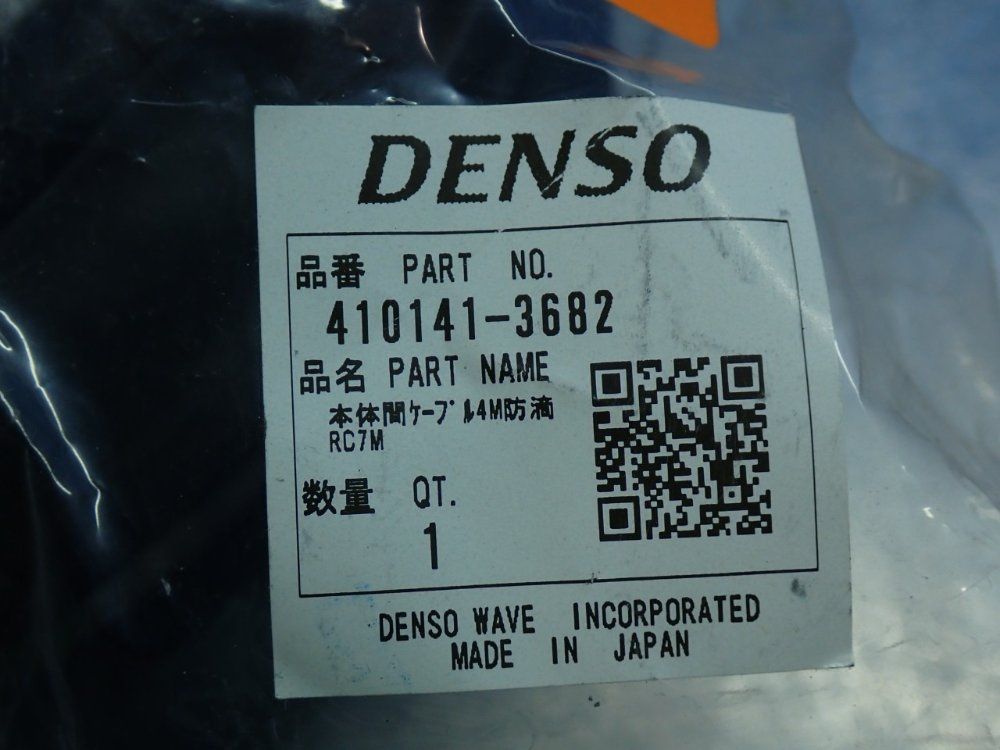 DENSO
品番 PART NO.
410141-3682
品名 PART NAME
本体間ｹｰﾌﾞﾙ4M防滴
RC7M
数量 QT.
1
DENSO WAVE INCORPORATED
MADE IN JAPAN